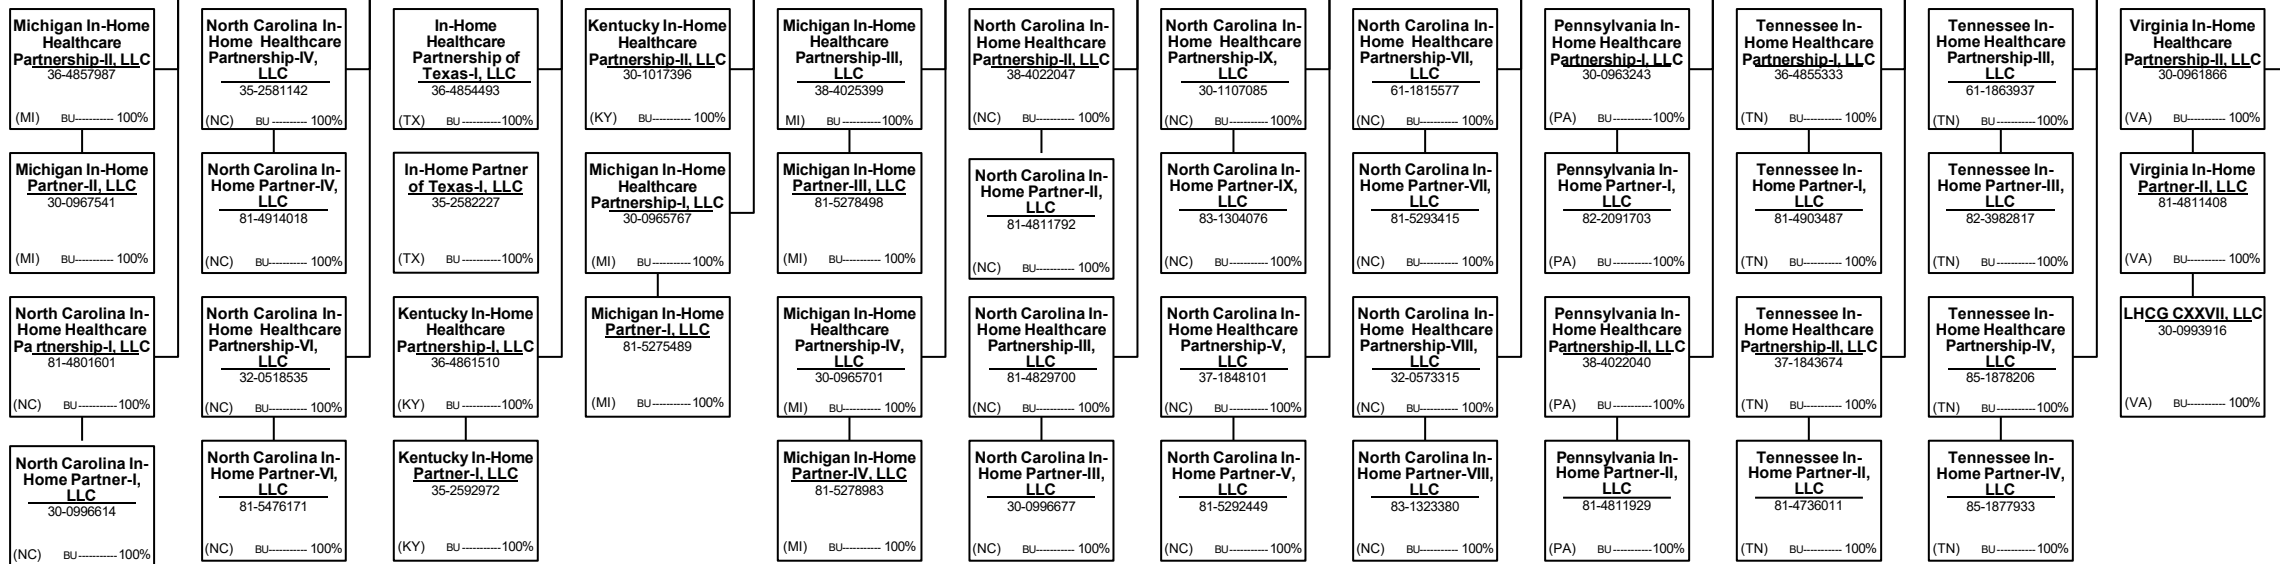 Michigan In-Home
Healthcare
Partnership-II, LLC
36-4857987
(MI) BU----------- 100%
Michigan In-Home
Partner-II, LLC
30-0967541
(MI) BU----------- 100%
North Carolina In-
Home Healthcare
Partnership-I, LLC
81-4801601
(NC) BU----------- 100%
North Carolina In-
Home Partner-I,
LLC
30-0996614
(NC) BU----------- 100%
North Carolina In-
Home Healthcare
Partnership-IV,
LLC
35-2581142
(NC) BU----------- 100%
North Carolina In-
Home Partner-IV,
LLC
81-4914018
(NC) BU----------- 100%
North Carolina In-
Home Healthcare
Partnership-VI,
LLC
32-0518535
(NC) BU----------- 100%
North Carolina In-
Home Partner-VI,
LLC
81-5476171
(NC) BU----------- 100%
In-Home
Healthcare
Partnership of
Texas-I, LLC
36-4854493
(TX) BU----------- 100%
In-Home Partner
of Texas-I, LLC
35-2582227
(TX) BU----------- 100%
Kentucky In-Home
Healthcare
Partnership-I, LLC
36-4861510
(KY) BU-----------100%
Kentucky In-Home
Partner-I, LLC
35-2592972
(KY) BU-----------100%
Kentucky In-Home
Healthcare
Partnership-II, LLC
30-1017396
(KY) BU----------- 100%
Michigan In-Home
Healthcare
Partnership-I, LLC
30-0965767
(MI) BU-----------100%
Michigan In-Home
Partner-I, LLC
81-5275489
(MI) BU-----------100%
Michigan In-Home
Healthcare
Partnership-III,
LLC
38-4025399
MI) BU----------- 100%
Michigan In-Home
Partner-III, LLC
81-5278498
(MI) BU----------- 100%
Michigan In-Home
Healthcare
Partnership-IV,
LLC
30-0965701
(MI) BU----------- 100%
Michigan In-Home
Partner-IV, LLC
81-5278983
(MI) BU----------- 100%
North Carolina In-
Home Healthcare
Partnership-II, LLC
38-4022047
(NC) BU----------- 100%
North Carolina In-
Home Partner-II,
LLC
81-4811792
(NC) BU----------- 100%
North Carolina In-
Home Healthcare
Partnership-III,
LLC
81-4829700
(NC) BU----------- 100%
North Carolina In-
Home Partner-III,
LLC
30-0996677
(NC) BU----------- 100%
North Carolina In-
Home Healthcare
Partnership-IX,
LLC
30-1107085
(NC) BU----------- 100%
North Carolina In-
Home Partner-IX,
LLC
83-1304076
(NC) BU----------- 100%
North Carolina In-
Home Healthcare
Partnership-V,
LLC
37-1848101
(NC) BU----------- 100%
North Carolina In-
Home Partner-V,
LLC
81-5292449
(NC) BU----------- 100%
North Carolina In-
Home Healthcare
Partnership-VII,
LLC
61-1815577
(NC) BU----------- 100%
North Carolina In-
Home Partner-VII,
LLC
81-5293415
(NC) BU----------- 100%
North Carolina In-
Home Healthcare
Partnership-VIII,
LLC
32-0573315
(NC) BU----------- 100%
North Carolina In-
Home Partner-VIII,
LLC
83-1323380
(NC) BU----------- 100%
Pennsylvania In-
Home Healthcare
Partnership-I, LLC
30-0963243
(PA) BU-----------100%
Pennsylvania In-
Home Partner-I,
LLC
82-2091703
(PA) BU-----------100%
Pennsylvania In-
Home Healthcare
Partnership-II, LLC
38-4022040
(PA) BU-----------100%
Pennsylvania In-
Home Partner-II,
LLC
81-4811929
(PA) BU-----------100%
Tennessee In-
Home Healthcare
Partnership-I, LLC
36-4855333
(TN) BU-----------100%
Tennessee In-
Home Partner-I,
LLC
81-4903487
(TN) BU-----------100%
Tennessee In-
Home Healthcare
Partnership-II, LLC
37-1843674
(TN) BU-----------100%
Tennessee In-
Home Partner-II,
LLC
81-4736011
(TN) BU-----------100%
Tennessee In-
Home Healthcare
Partnership-III,
LLC
61-1863937
(TN) BU-----------100%
Tennessee In-
Home Partner-III,
LLC
82-3982817
(TN) BU-----------100%
Tennessee In-
Home Healthcare
Partnership-IV,
LLC
85-1878206
(TN) BU-----------100%
Tennessee In-
Home Partner-IV,
LLC
85-1877933
(TN) BU-----------100%
Virginia In-Home
Healthcare
Partnership-II, LLC
30-0961866
(VA) BU----------- 100%
Virginia In-Home
Partner-II, LLC
81-4811408
(VA) BU----------- 100%
LHCG CXXVII, LLC
30-0993916
(VA) BU----------- 100%